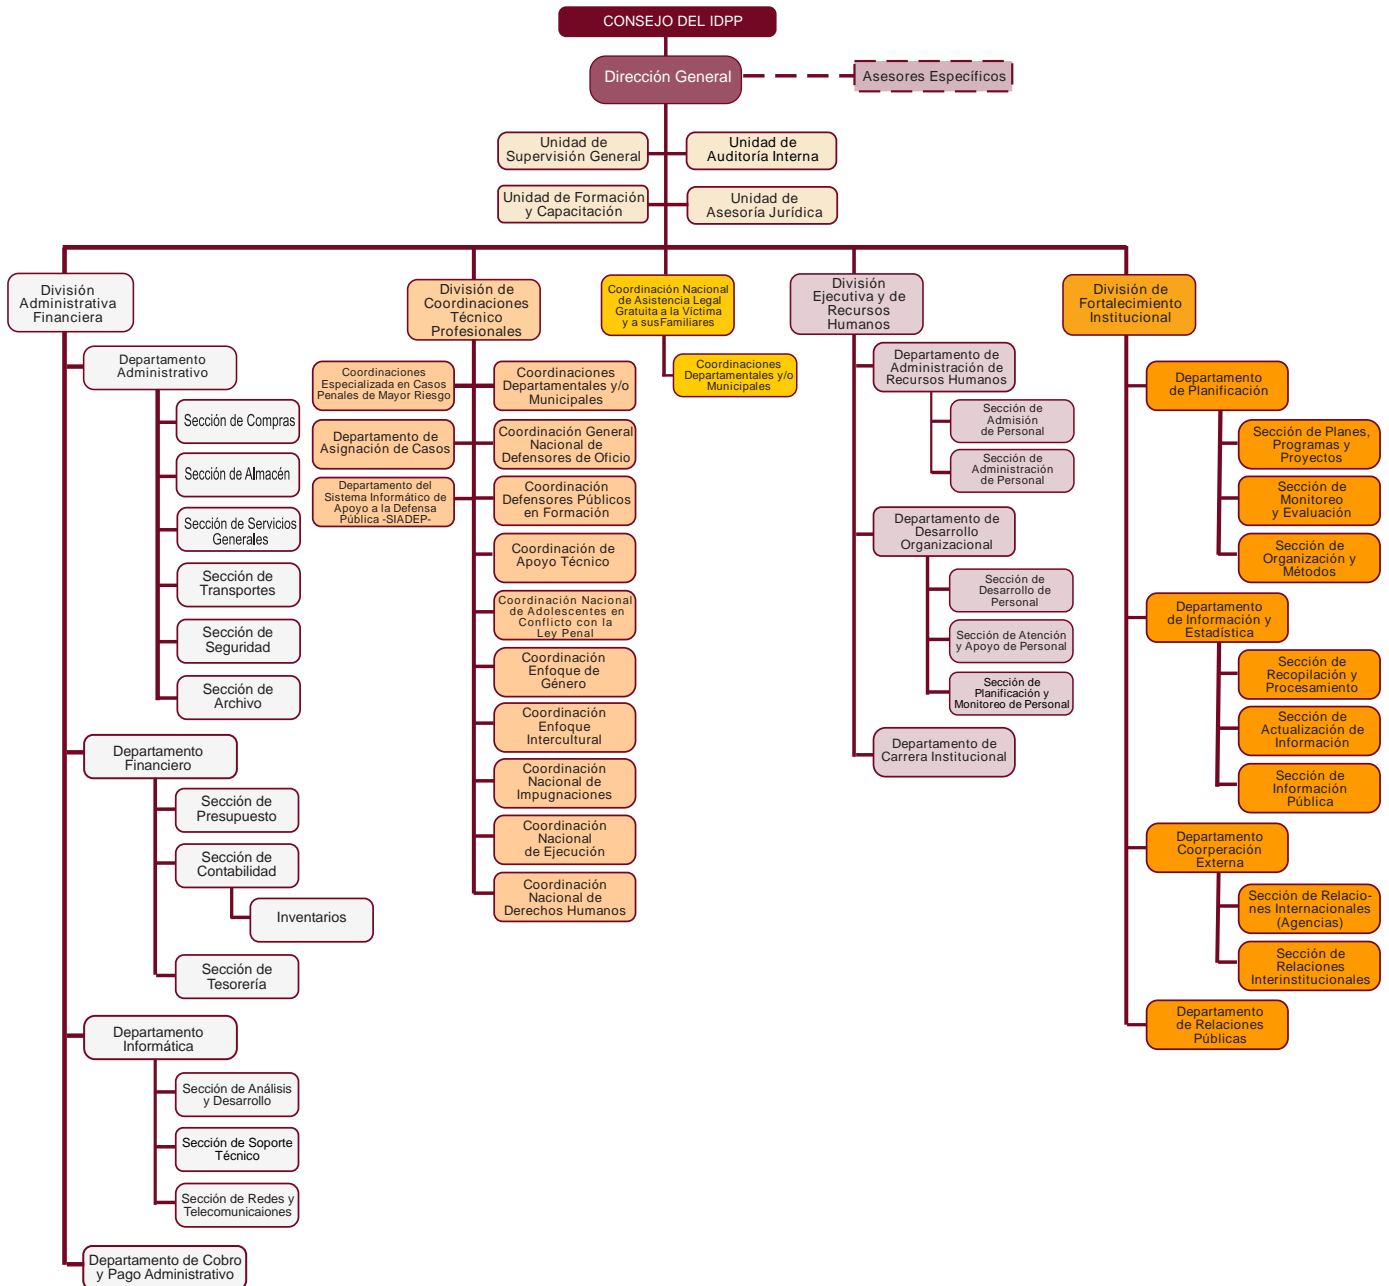 CONSEJO DEL IDPP
Dirección General
Asesores Específicos
Unidad de
Supervisión General
Unidad de
Auditoría Interna
Unidad de Formación
y Capacitación
Unidad de
Asesoría Jurídica
División
Administrativa
Financiera
Departamento
Administrativo
Sección de Compras
Sección de Almacén
Sección de Servicios
Generales
Sección de
Transportes
Sección de
Seguridad
Sección de
Archivo
Departamento
Financiero
Sección de
Presupuesto
Sección de
Contabilidad
Inventarios
Sección de
Tesorería
Departamento
Informática
Sección de Análisis
y Desarrollo
Sección de Soporte
Técnico
Sección de Redes y
Telecomunicaiones
Departamento de Cobro
y Pago Administrativo
División de
Coordinaciones
Técnico
Profesionales
Coordinaciones
Especializada en Casos
Penales de Mayor Riesgo
Departamento de
Asignación de Casos
Departamento del
Sistema Informático de
Apoyo a la Defensa
Pública -SIADEP-
Coordinaciones
Departamentales y/o
Municipales
Coordinación General
Nacional de
Defensores de Oficio
Coordinación
Defensores Públicos
en Formación
Coordinación de
Apoyo Técnico
Coordinación Nacional
de Adolescentes en
Conflicto con la
Ley Penal
Coordinación
Enfoque de
Género
Coordinación
Enfoque
Intercultural
Coordinación
Nacional de
Impugnaciones
Coordinación
Nacional
de Ejecución
Coordinación
Nacional de
Derechos Humanos
Coordinación Nacional
de Asistencia Legal
Gratuita a la Víctima
y a susFamiliares
Coordinaciones
Departamentales y/o
Municipales
División
Ejecutiva y de
Recursos
Humanos
Departamento de
Administración de
Recursos Humanos
Sección de
Admisión
de Personal
Sección de
Administración
de Personal
Departamento de
Desarrollo
Organizacional
Sección de
Desarrollo de
Personal
Sección de Atención
y Apoyo de Personal
Sección de
Planificación y
Monitoreo de Personal
Departamento de
Carrera Institucional
División de
Fortalecimiento
Institucional
Departamento
de Planificación
Sección de Planes,
Programas y
Proyectos
Sección de
Monitoreo
y Evaluación
Sección de
Organización y
Métodos
Departamento
de Información y
Estadística
Sección de
Recopilación y
Procesamiento
Sección de
Actualización de
Información
Sección de
Información
Pública
Departamento
Coorperación
Externa
Sección de Relacio-
nes Internacionales
(Agencias)
Sección de
Relaciones
Interinstitucionales
Departamento
de Relaciones
Públicas